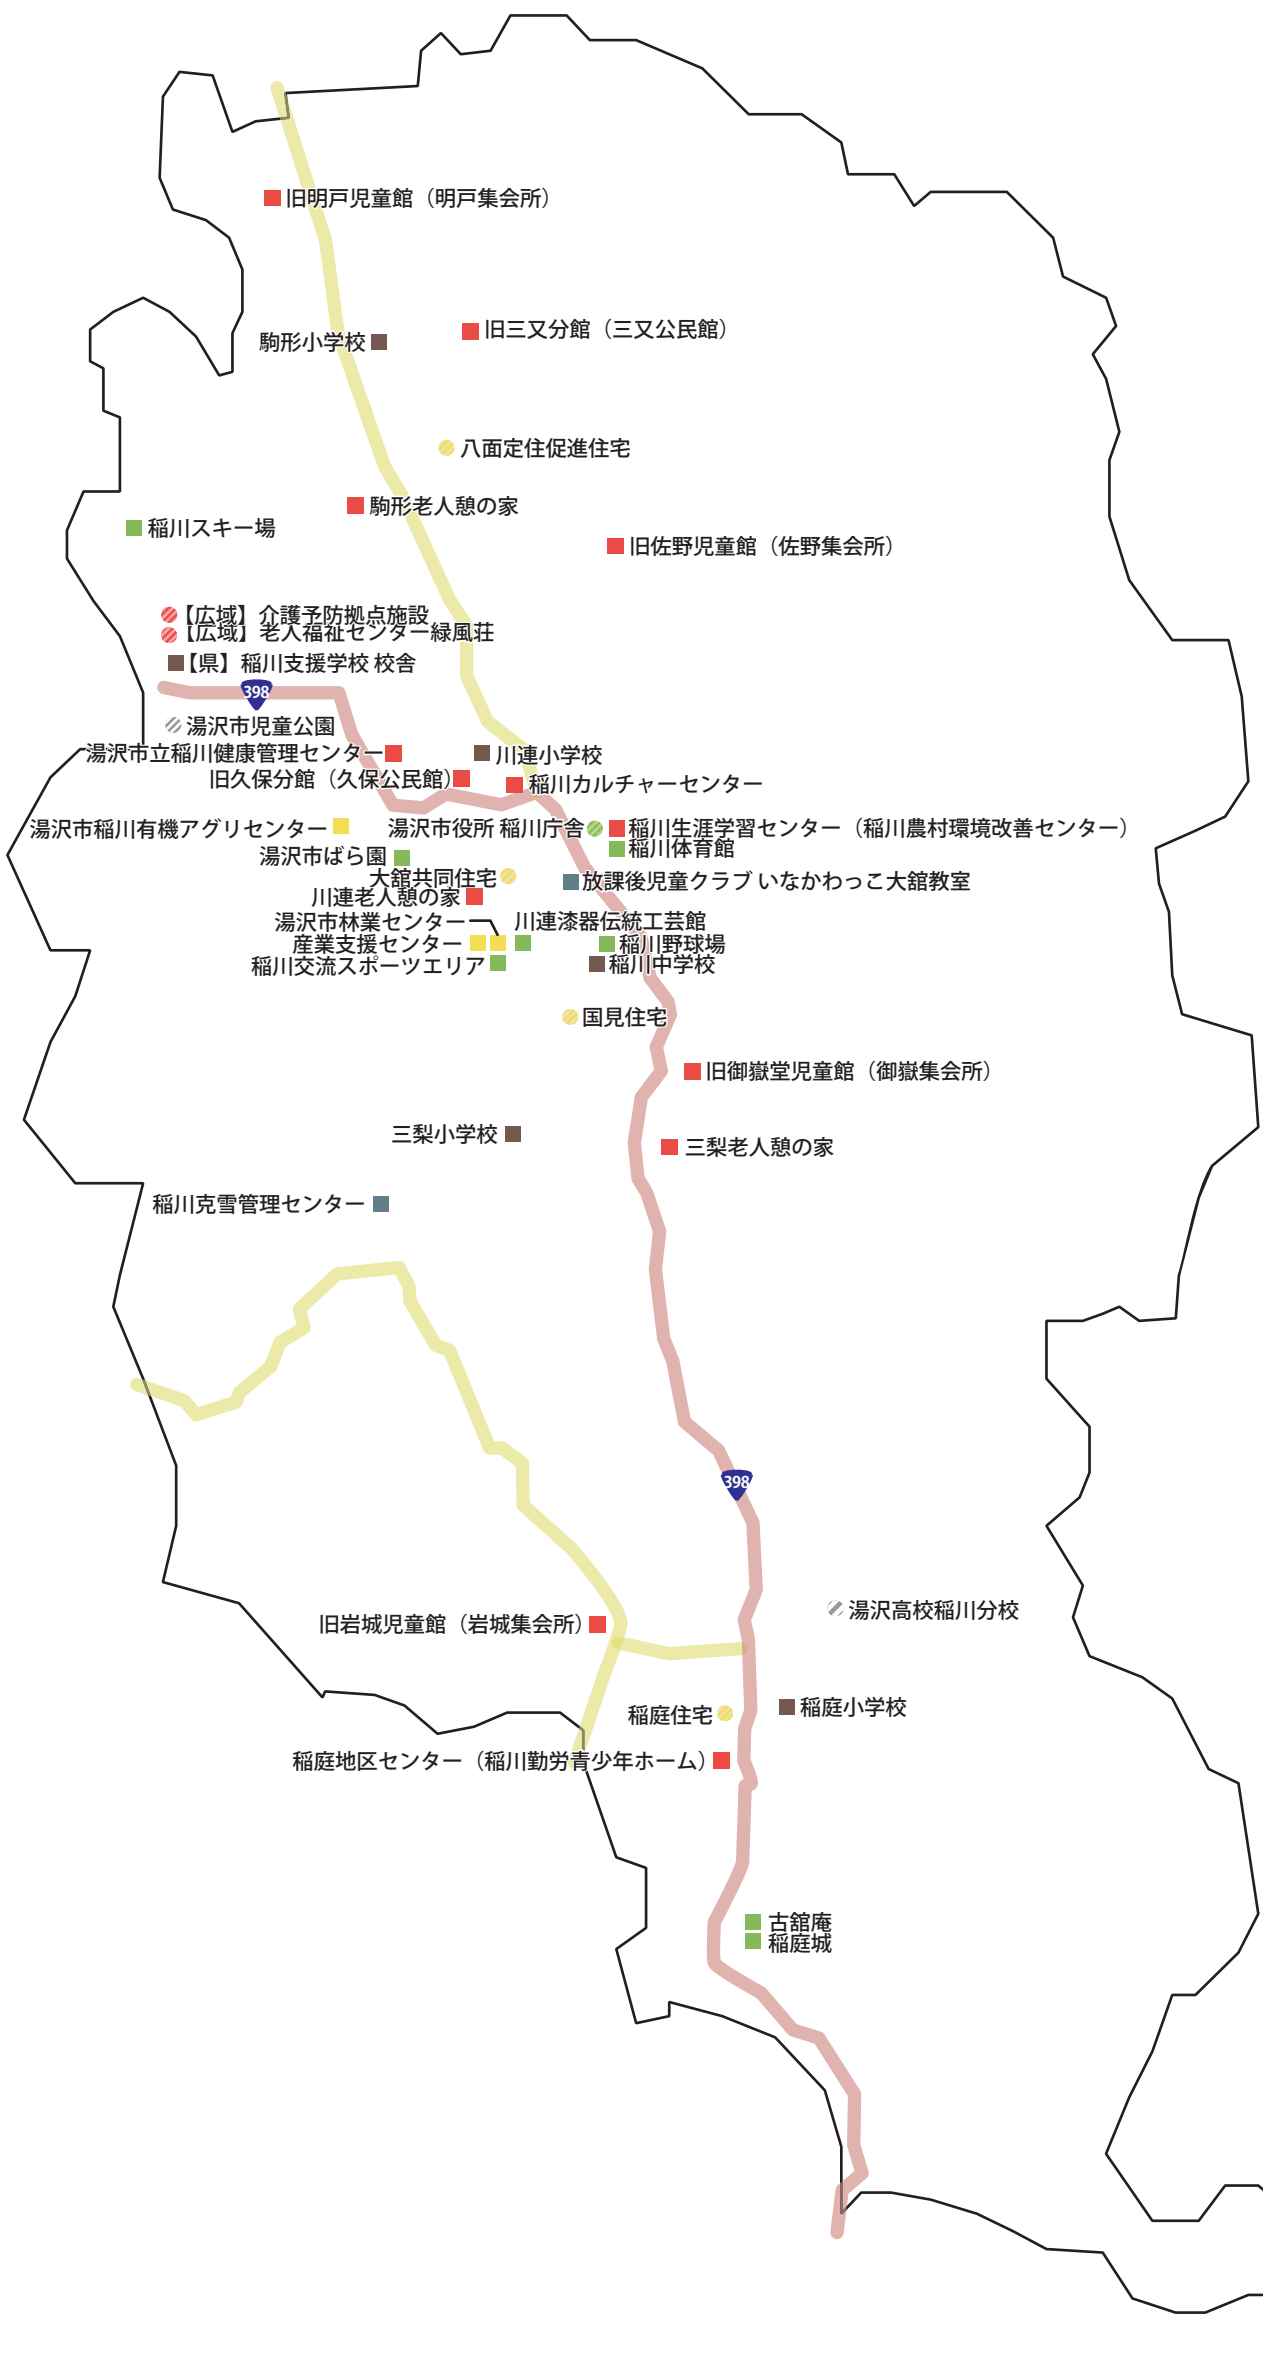 旧明戸児童館（明戸集会所）
駒形小学校
旧三又分館（三又公民館）
八面定住促進住宅
駒形老人憩の家
稲川スキー場
旧佐野児童館（佐野集会所）
【広域】介護予防拠点施設
【広域】老人福祉センター緑風荘
【県】稲川支援学校 校舎
398
湯沢市児童公園
湯沢市立稲川健康管理センター
川連小学校
旧久保分館（久保公民館）
稲川カルチャーセンター
湯沢市稲川有機アグリセンター
湯沢市役所 稲川庁舎
稲川生涯学習センター（稲川農村環境改善センター）
稲川体育館
湯沢市ばら園
大舘共同住宅
放課後児童クラブ いなかわっこ大舘教室
川連老人憩の家
湯沢市林業センター
川連漆器伝統工芸館
産業支援センター
稲川野球場
稲川交流スポーツエリア
稲川中学校
国見住宅
旧御嶽堂児童館（御嶽集会所）
三梨小学校
三梨老人憩の家
稲川克雪管理センター
398
湯沢高校稲川分校
旧岩城児童館（岩城集会所）
稲庭住宅
稲庭小学校
稲庭地区センター（稲川勤労青少年ホーム）
古舘庵
稲庭城